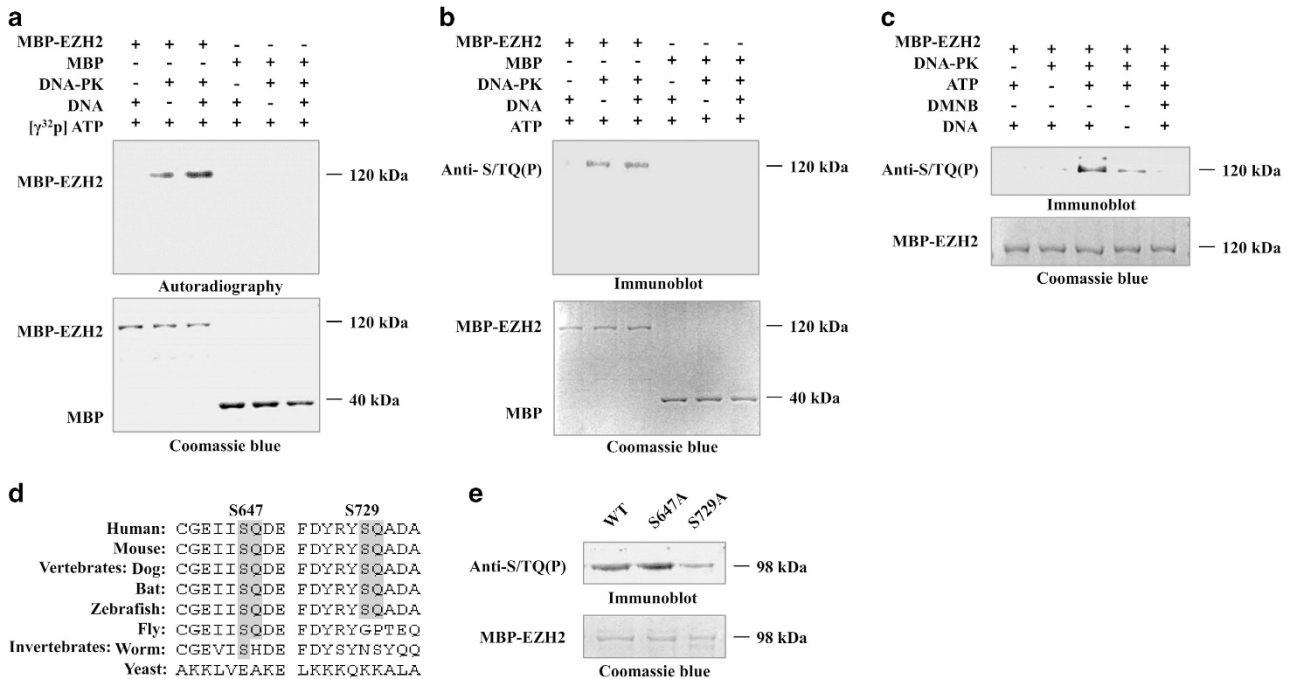 a
MBP-EZH2 + + + - - -
MBP - - - + + +
DNA-PK - + + - + +
DNA + - + + - +
[γ³²p] ATP + + + + + +
MBP-EZH2 120 kDa
Autoradiography
MBP-EZH2 120 kDa
MBP 40 kDa
Coomassie blue
b
MBP-EZH2 + + + - - -
MBP - - - + + +
DNA-PK - + + - + +
DNA + - + + - +
ATP + + + + + +
Anti- S/TQ(P) 120 kDa
Immunoblot
MBP-EZH2 120 kDa
MBP 40 kDa
Coomassie blue
c
MBP-EZH2 + + + + +
DNA-PK - + + + +
ATP + - + + +
DMNB - - - - +
DNA + + + - +
Anti-S/TQ(P) 120 kDa
Immunoblot
MBP-EZH2 120 kDa
Coomassie blue
d
S647 S729
Human: CGEIISQDEF FDYRYSQADA
Mouse: CGEIISQDE FDYRYSQADA
Vertebrates: Dog: CGEIISQDE FDYRYSQADA
Bat: CGEIISQDE FDYRYSQADA
Zebrafish: CGEIISQDE FDYRYSQADA
Fly: CGEIISQDE FDYRYGPTEQ
Invertebrates: Worm: CGEVISHDE FDYSYNSYQQ
Yeast: AKKLVEAKE LKKKQKKALA
e
WT S647A S729A
Anti-S/TQ(P) 98 kDa
Immunoblot
MBP-EZH2 98 kDa
Coomassie blue